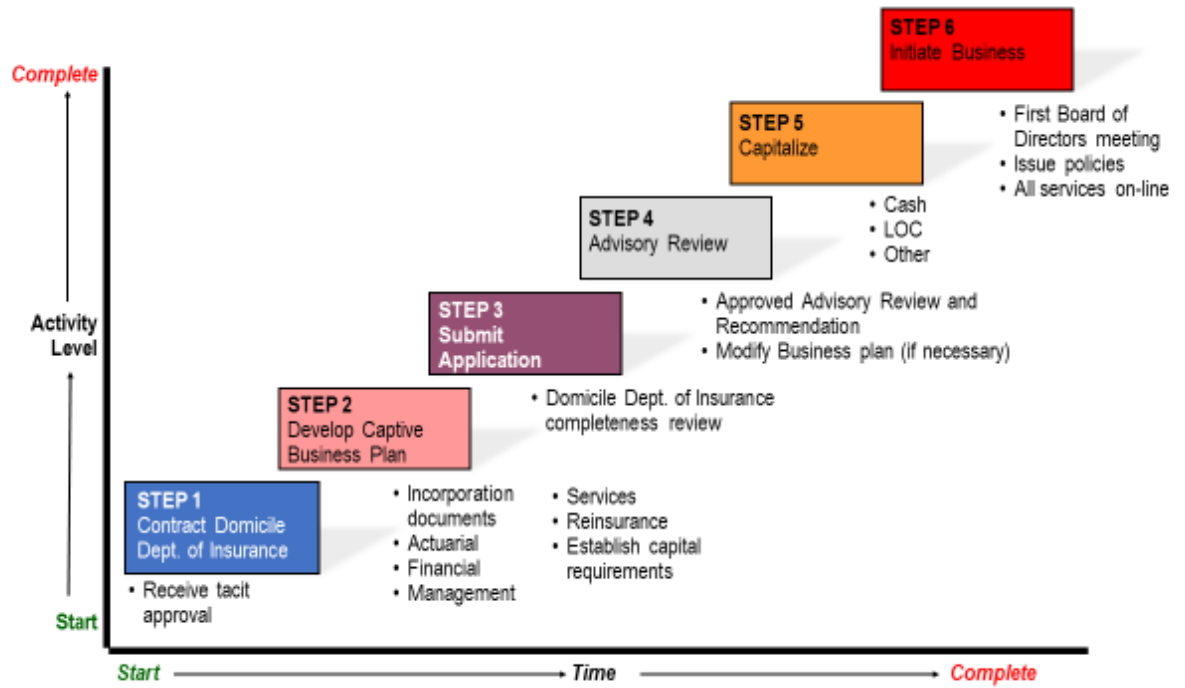 STEP 6
Initiate Business
• First Board of
Directors meeting
• Issue policies
• All services on-line
STEP 5
Capitalize
• Cash
• LOC
• Other
STEP 4
Advisory Review
• Approved Advisory Review and
Recommendation
• Modify Business plan (if necessary)
STEP 3
Submit
Application
• Domicile Dept. of Insurance
completeness review
STEP 2
Develop Captive
Business Plan
• Incorporation
documents
• Actuarial
• Financial
• Management
• Services
• Reinsurance
• Establish capital
requirements
STEP 1
Contract Domicile
Dept. of Insurance
• Receive tacit
approval
Complete
Activity
Level
Start
Start
Time
Complete